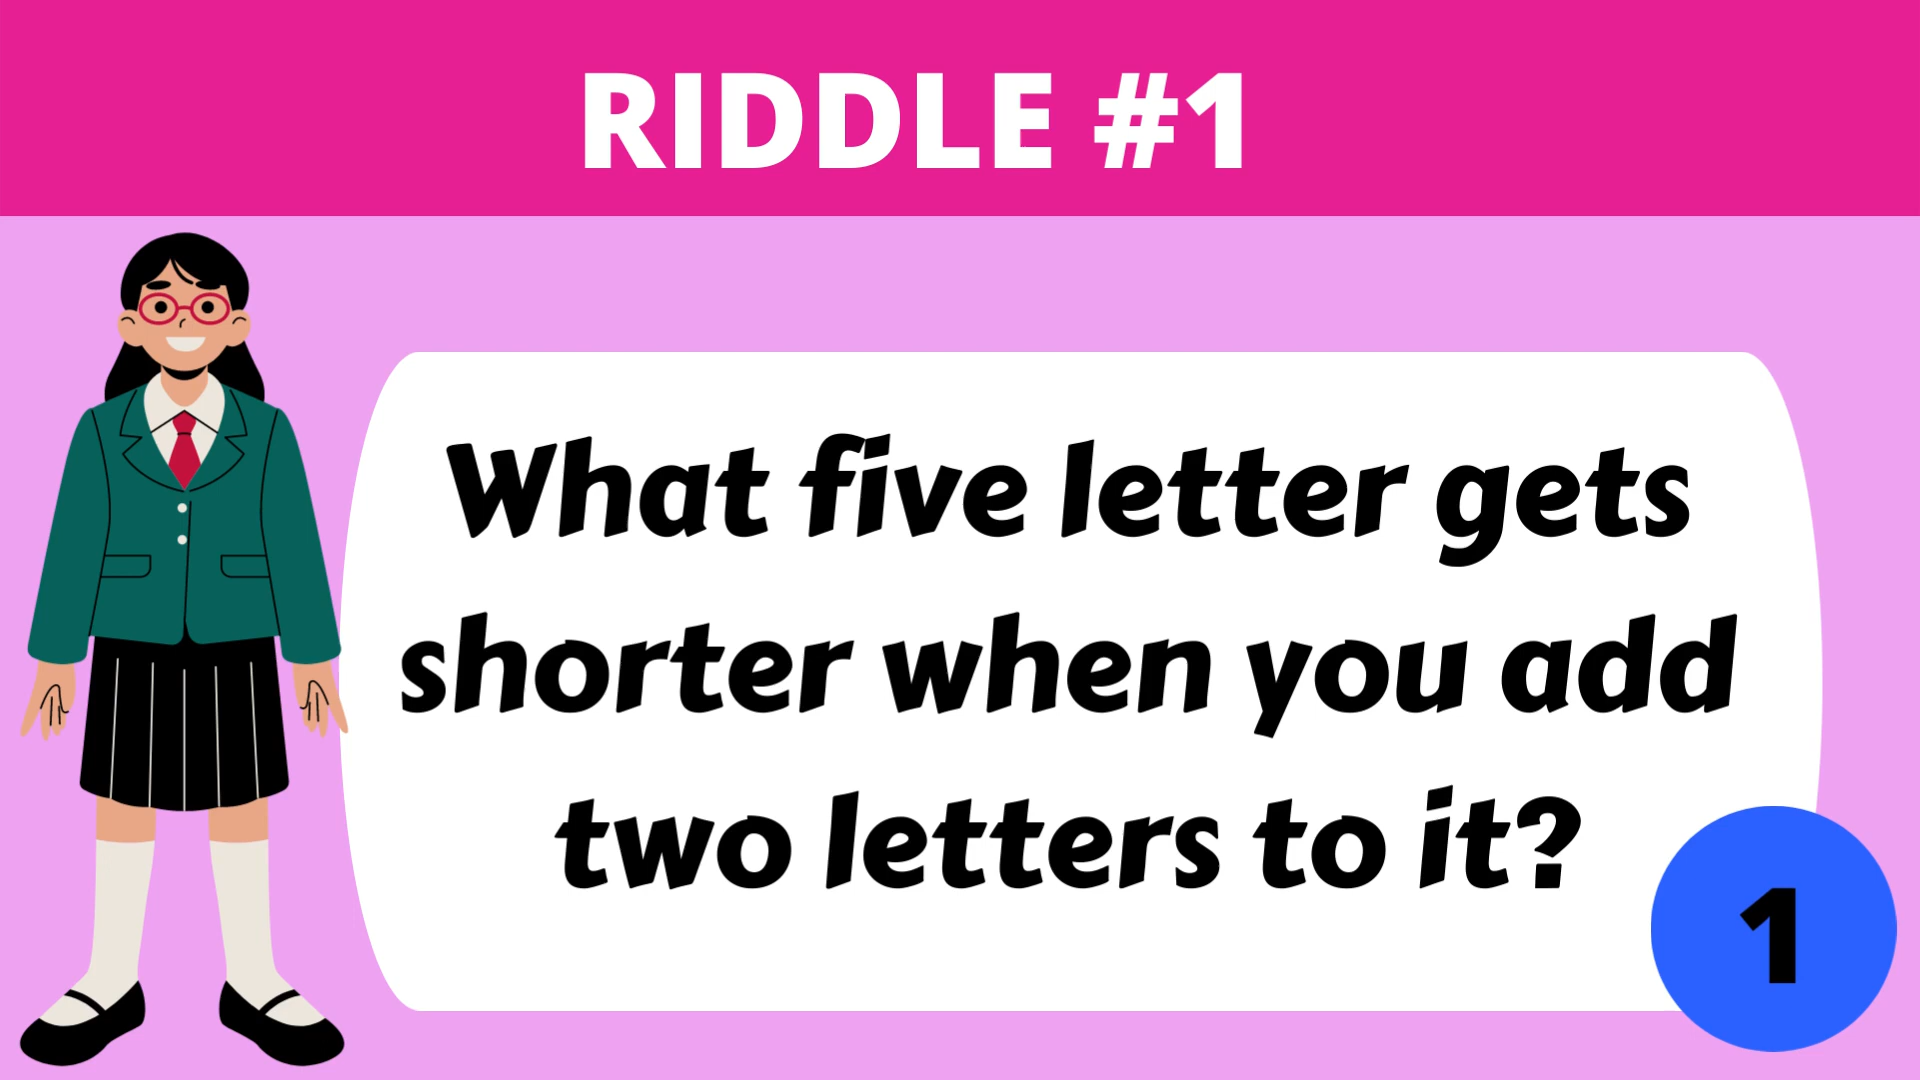 RIDDLE #1
What five letter gets
shorter when you add
two letters to it?
1